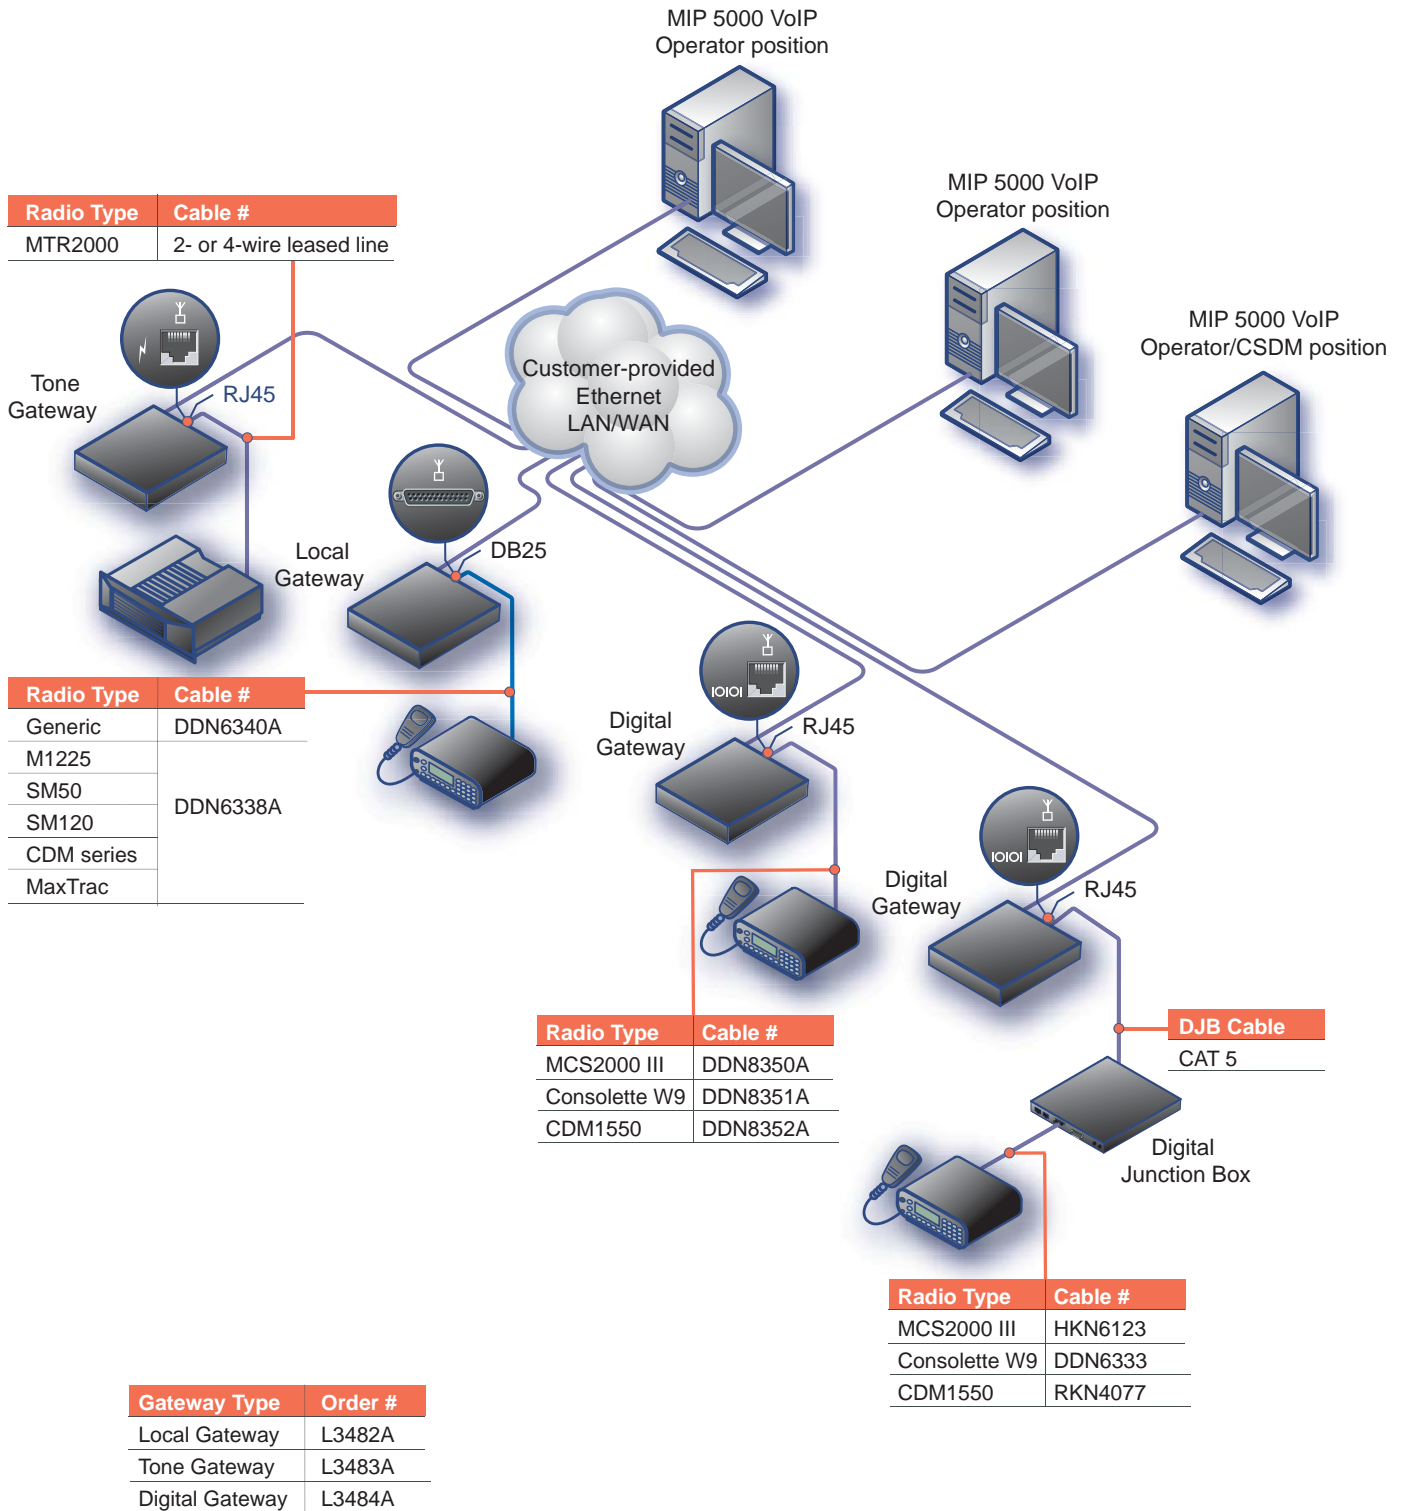 MIP 5000 VoIP
Operator position
MIP 5000 VoIP
Operator position
MIP 5000 VoIP
Operator/CSDM position
Radio Type Cable #
MTR2000 2- or 4-wire leased line
Customer-provided
Ethernet
LAN/WAN
Tone
Gateway
RJ45
Local
Gateway
DB25
Radio Type Cable #
Generic DDN6340A
M1225
SM50
SM120
DDN6338A
CDM series
MaxTrac
IOIOI
Digital
Gateway
RJ45
IOIOI
Digital
Gateway
RJ45
Radio Type Cable #
MCS2000 III DDN8350A
Consolette W9 DDN8351A
CDM1550 DDN8352A
DJB Cable
CAT 5
Digital
Junction Box
Radio Type Cable #
MCS2000 III HKN6123
Consolette W9 DDN6333
CDM1550 RKN4077
Gateway Type Order #
Local Gateway L3482A
Tone Gateway L3483A
Digital Gateway L3484A